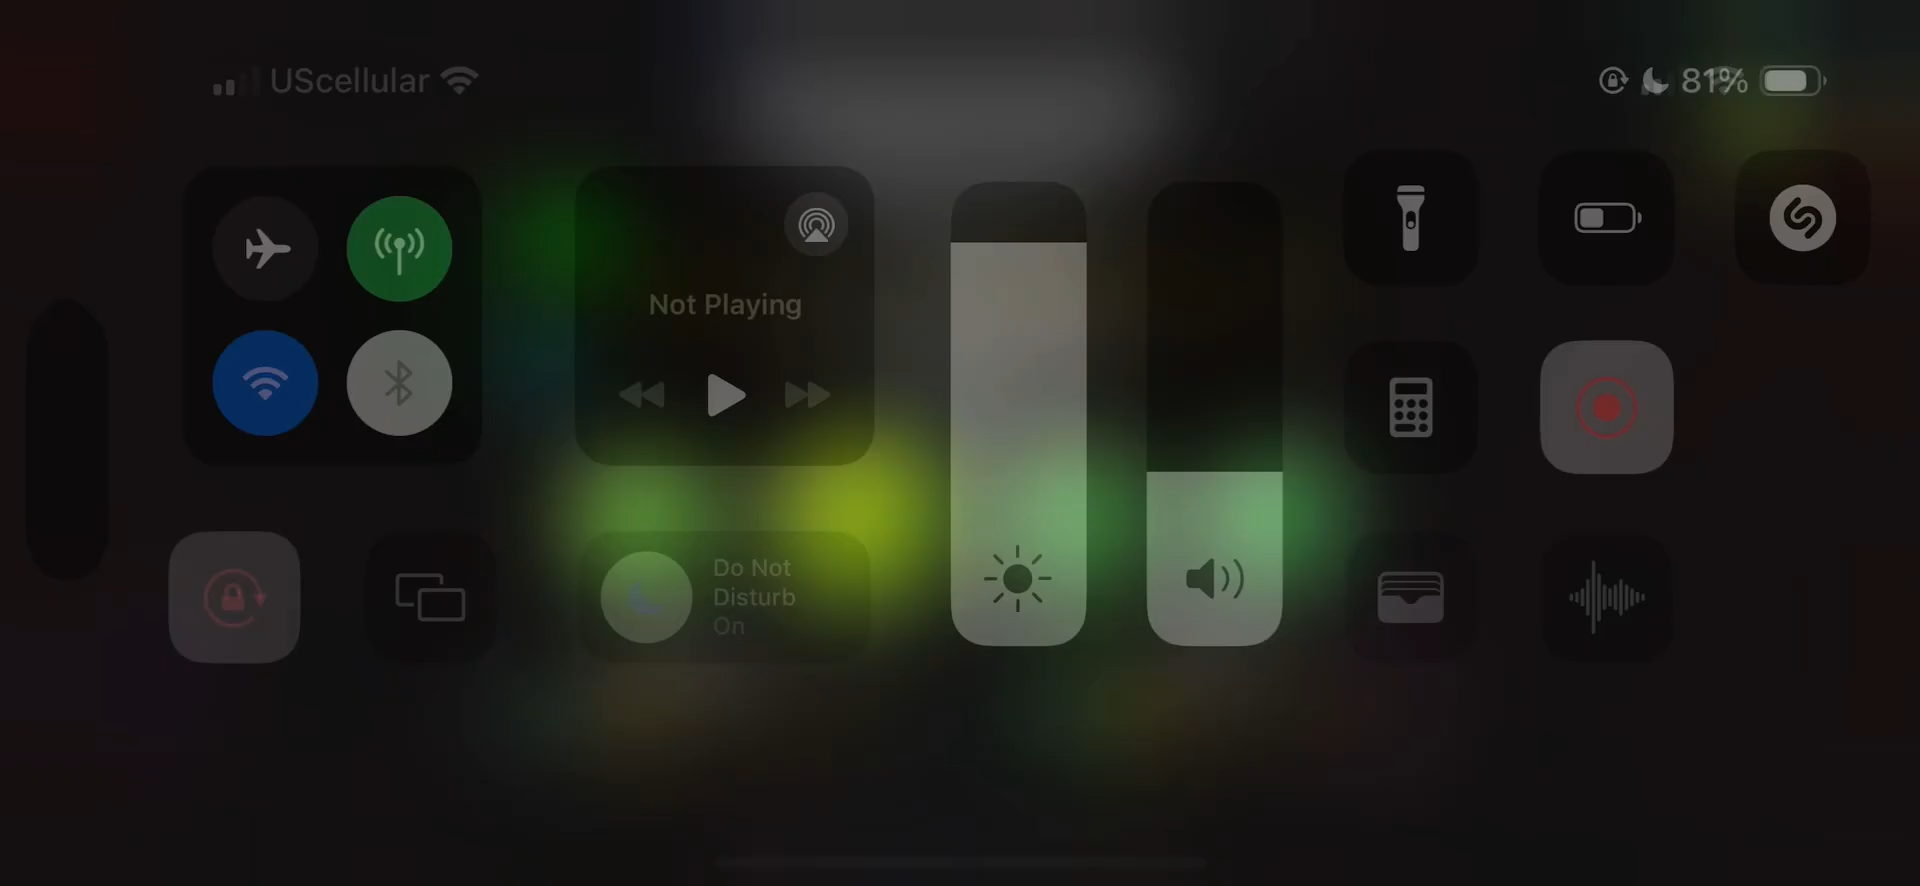 UScellular
81%
Not Playing
Do Not
Disturb
On